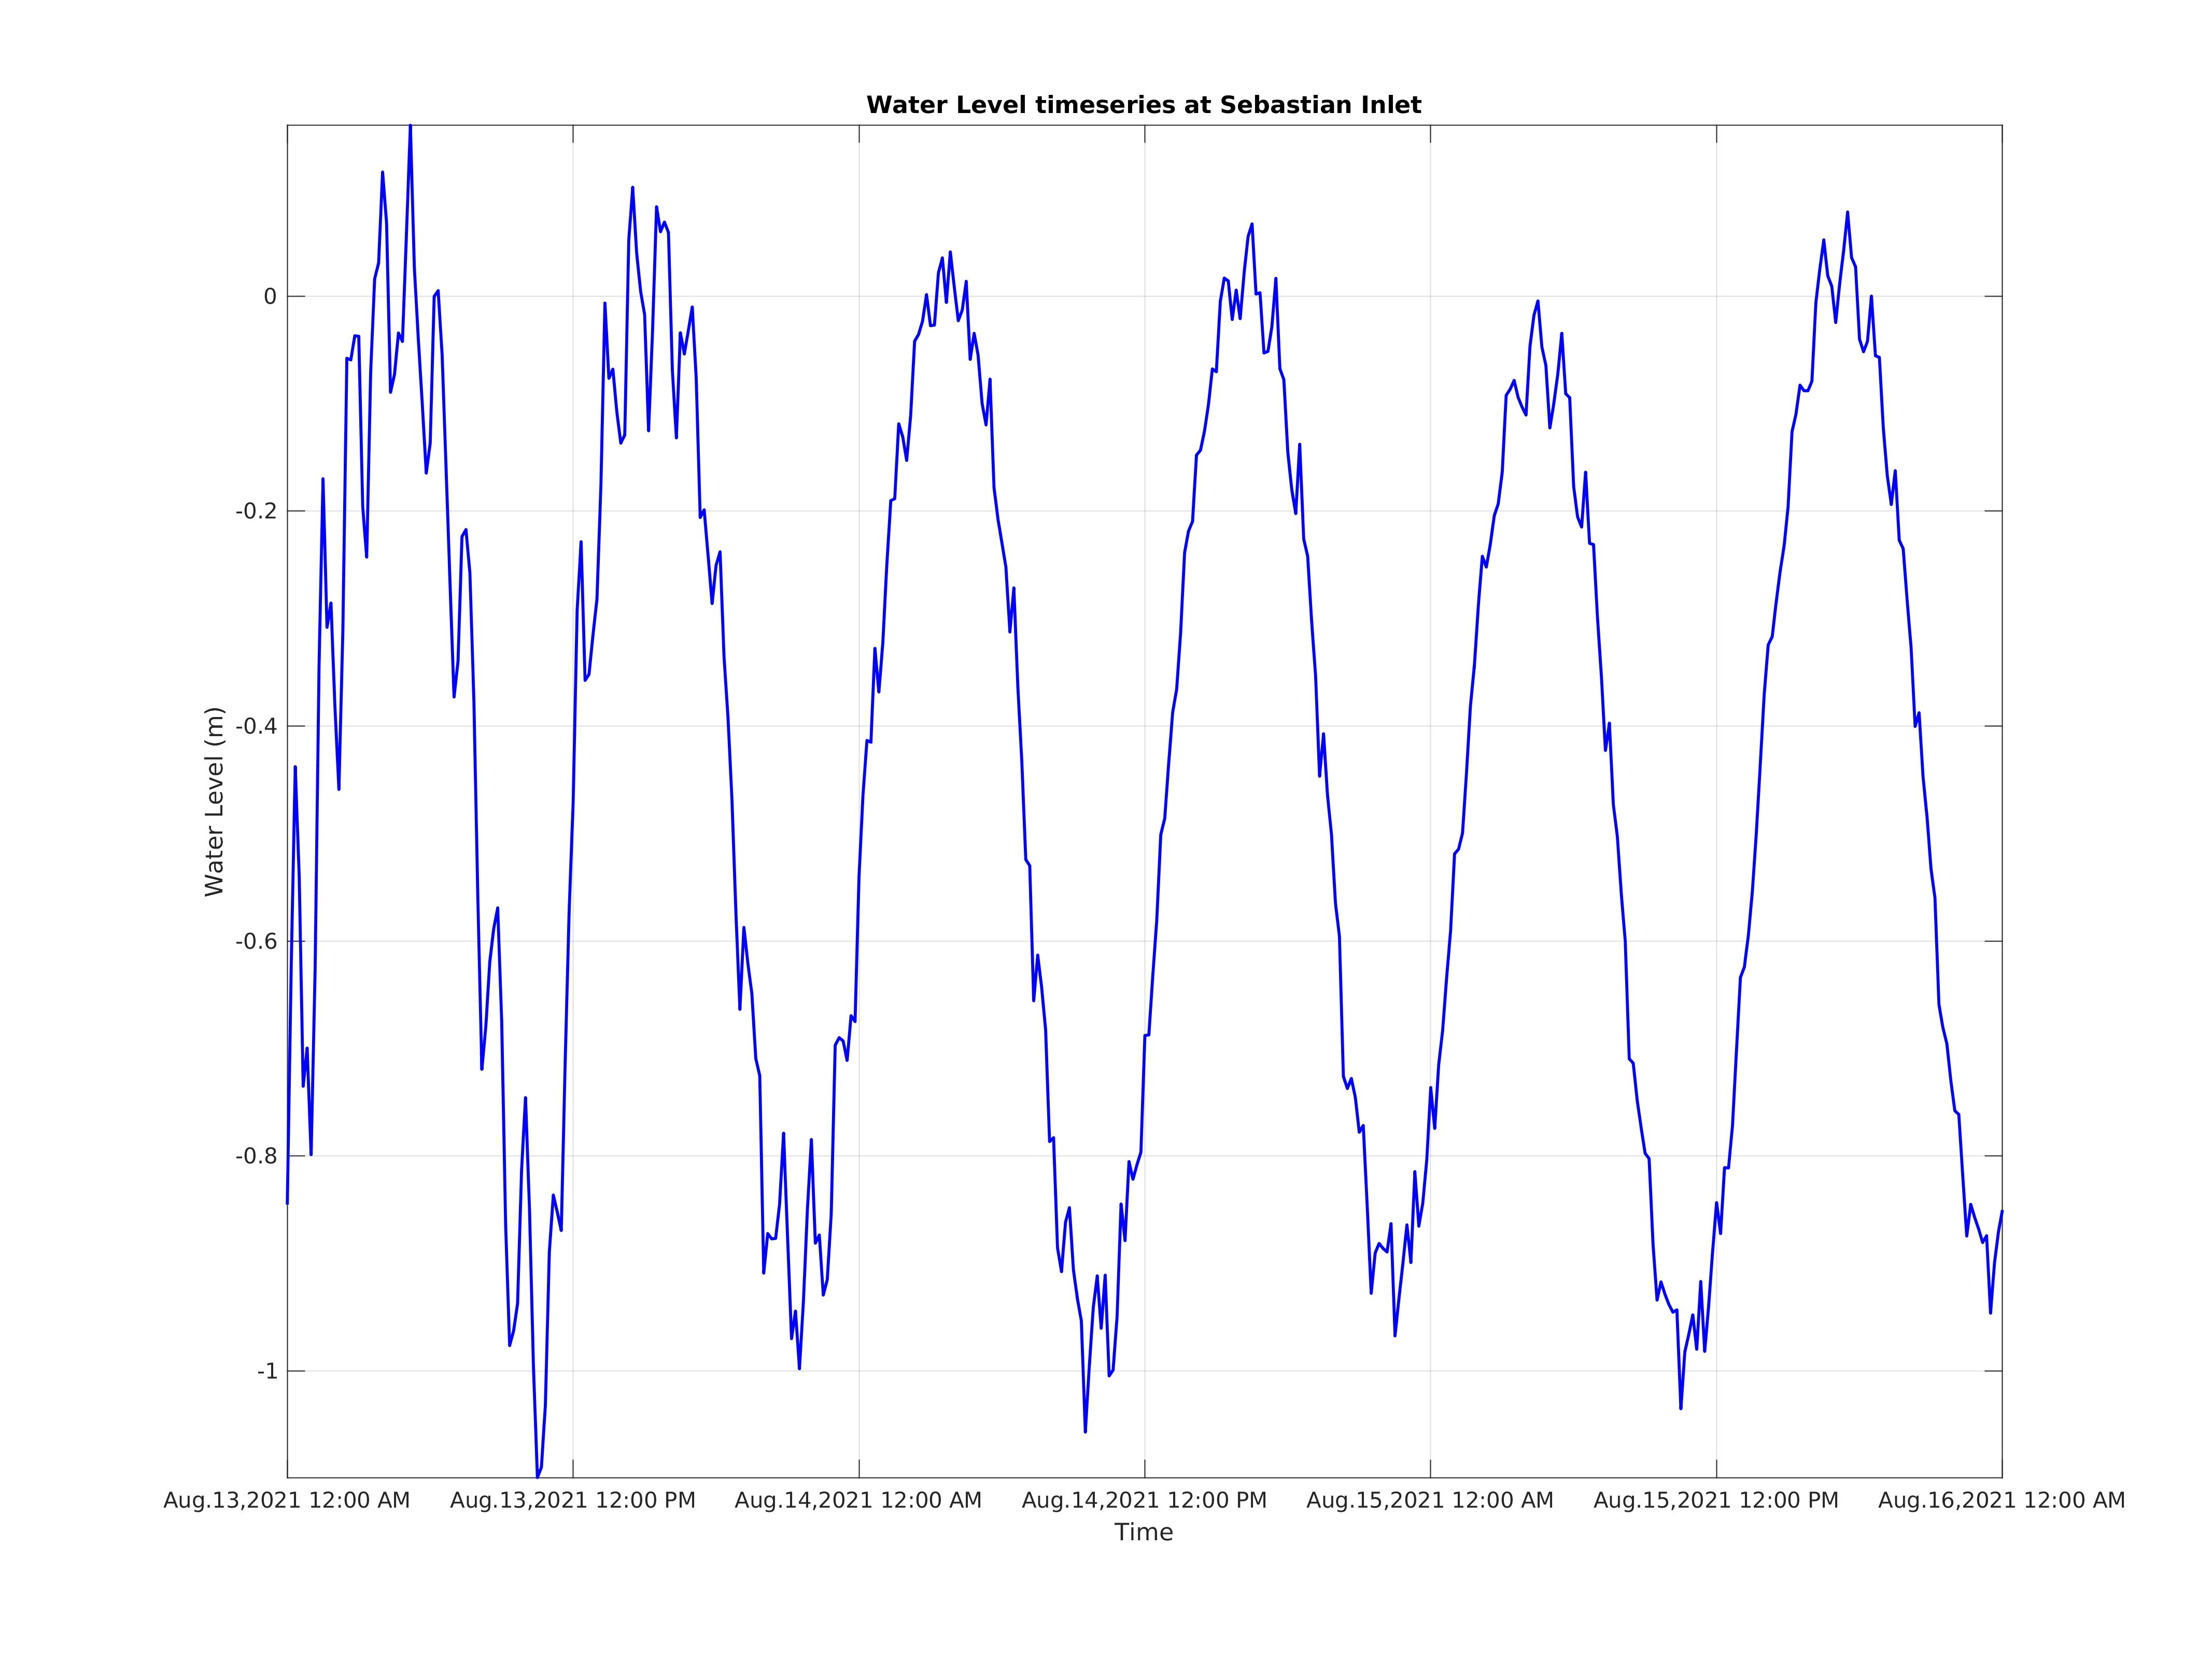 Water Level timeseries at Sebastian Inlet
0
-0.2
-0.4
-0.6
-0.8
-1
Water Level (m)
Aug.13,2021 12:00 AM
Aug.13,2021 12:00 PM
Aug.14,2021 12:00 AM
Aug.14,2021 12:00 PM
Aug.15,2021 12:00 AM
Aug.15,2021 12:00 PM
Aug.16,2021 12:00 AM
Time